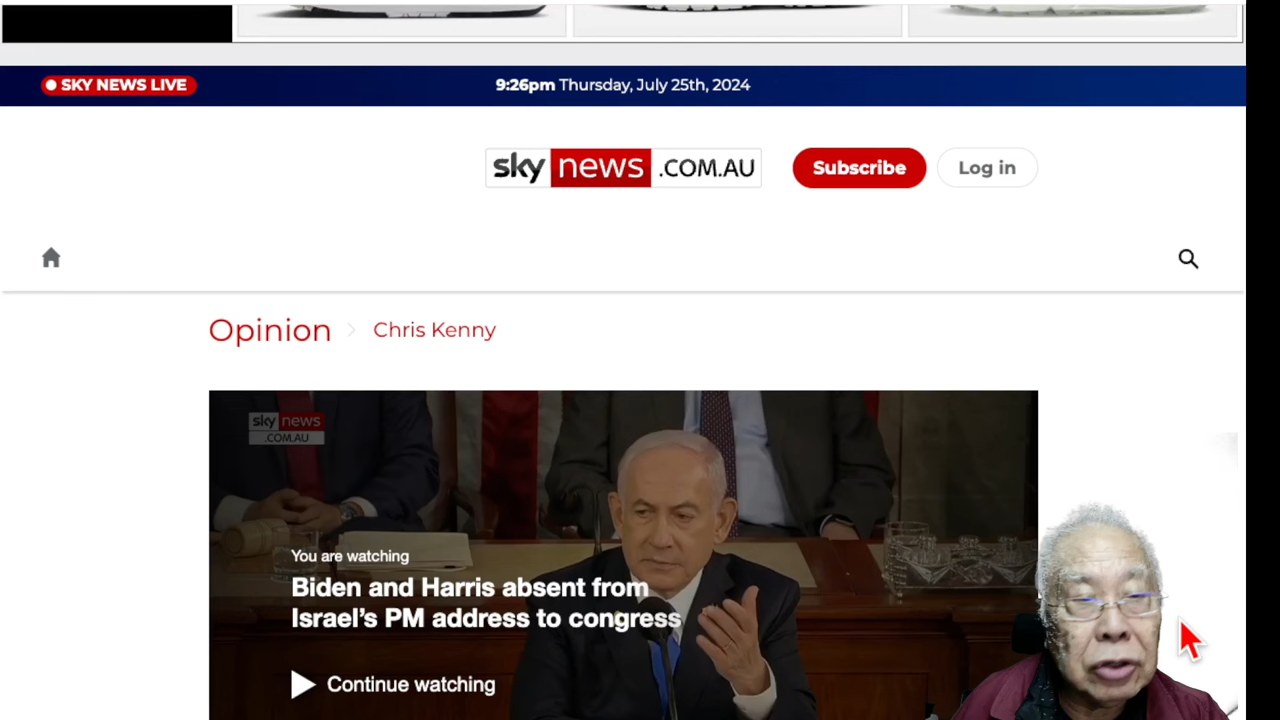 SKY NEWS LIVE
9:26pm Thursday, July 25th, 2024
sky news .COM.AU
Subscribe
Log in
Opinion
Chris Kenny
sky news
.COM.AU
You are watching
Biden and Harris absent from
Israel’s PM address to congress
Continue watching